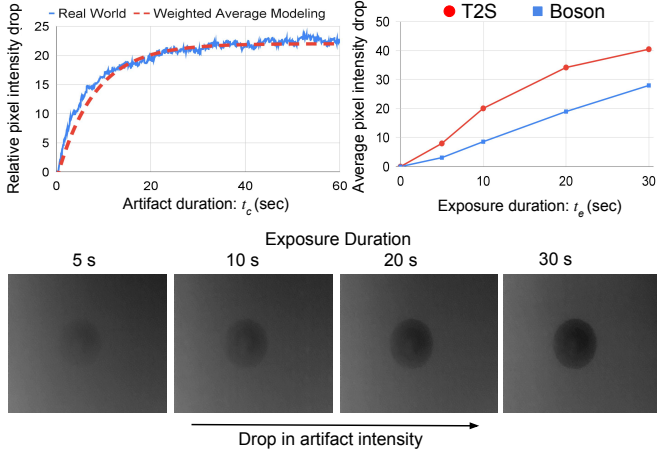 Real World Weighted Average Modeling
Relative pixel intensity drop
25
20
15
10
5
0
0 20 40 60
Artifact duration: t_c (sec)
T2S Boson
Average pixel intensity drop
50
40
30
20
10
0
0 10 20 30
Exposure duration: t_e (sec)
Exposure Duration
5 s 10 s 20 s 30 s
Drop in artifact intensity